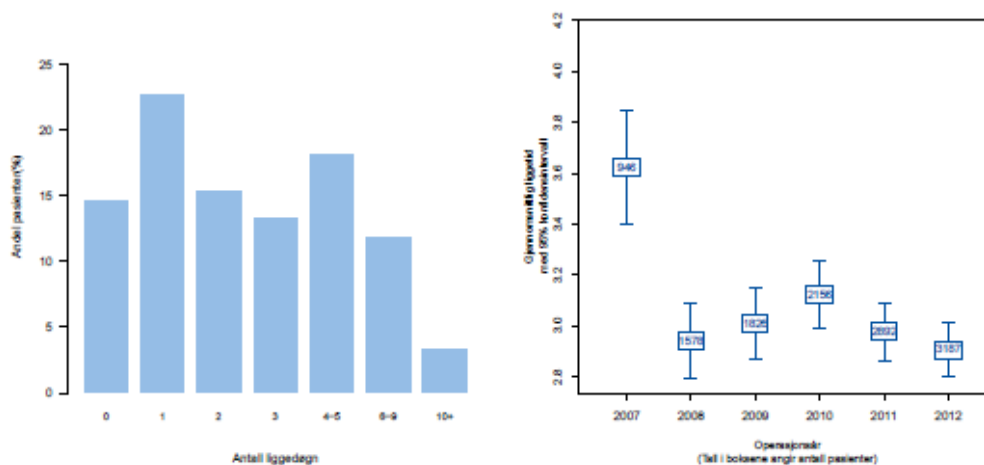 25
20
15
10
5
0
Andel pasienter(%)
0 1 2 3 4-5 6-9 10+
Antall liggedøgn
4.2
4.0
3.8
3.6
3.4
3.2
3.0
2.8
Gjennomsnittlig liggetid
med 95% konfidensintervall
946
1578
1826
2156
2892
3187
2007 2008 2009 2010 2011 2012
Operasjonsår
(Tall i boksene angir antall pasienter)